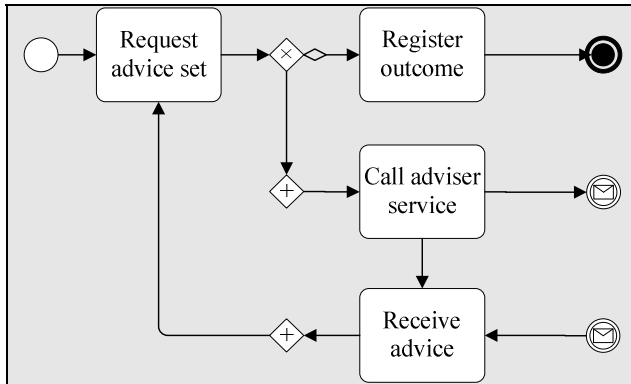 Request
advice set
Register
outcome
Call adviser
service
Receive
advice